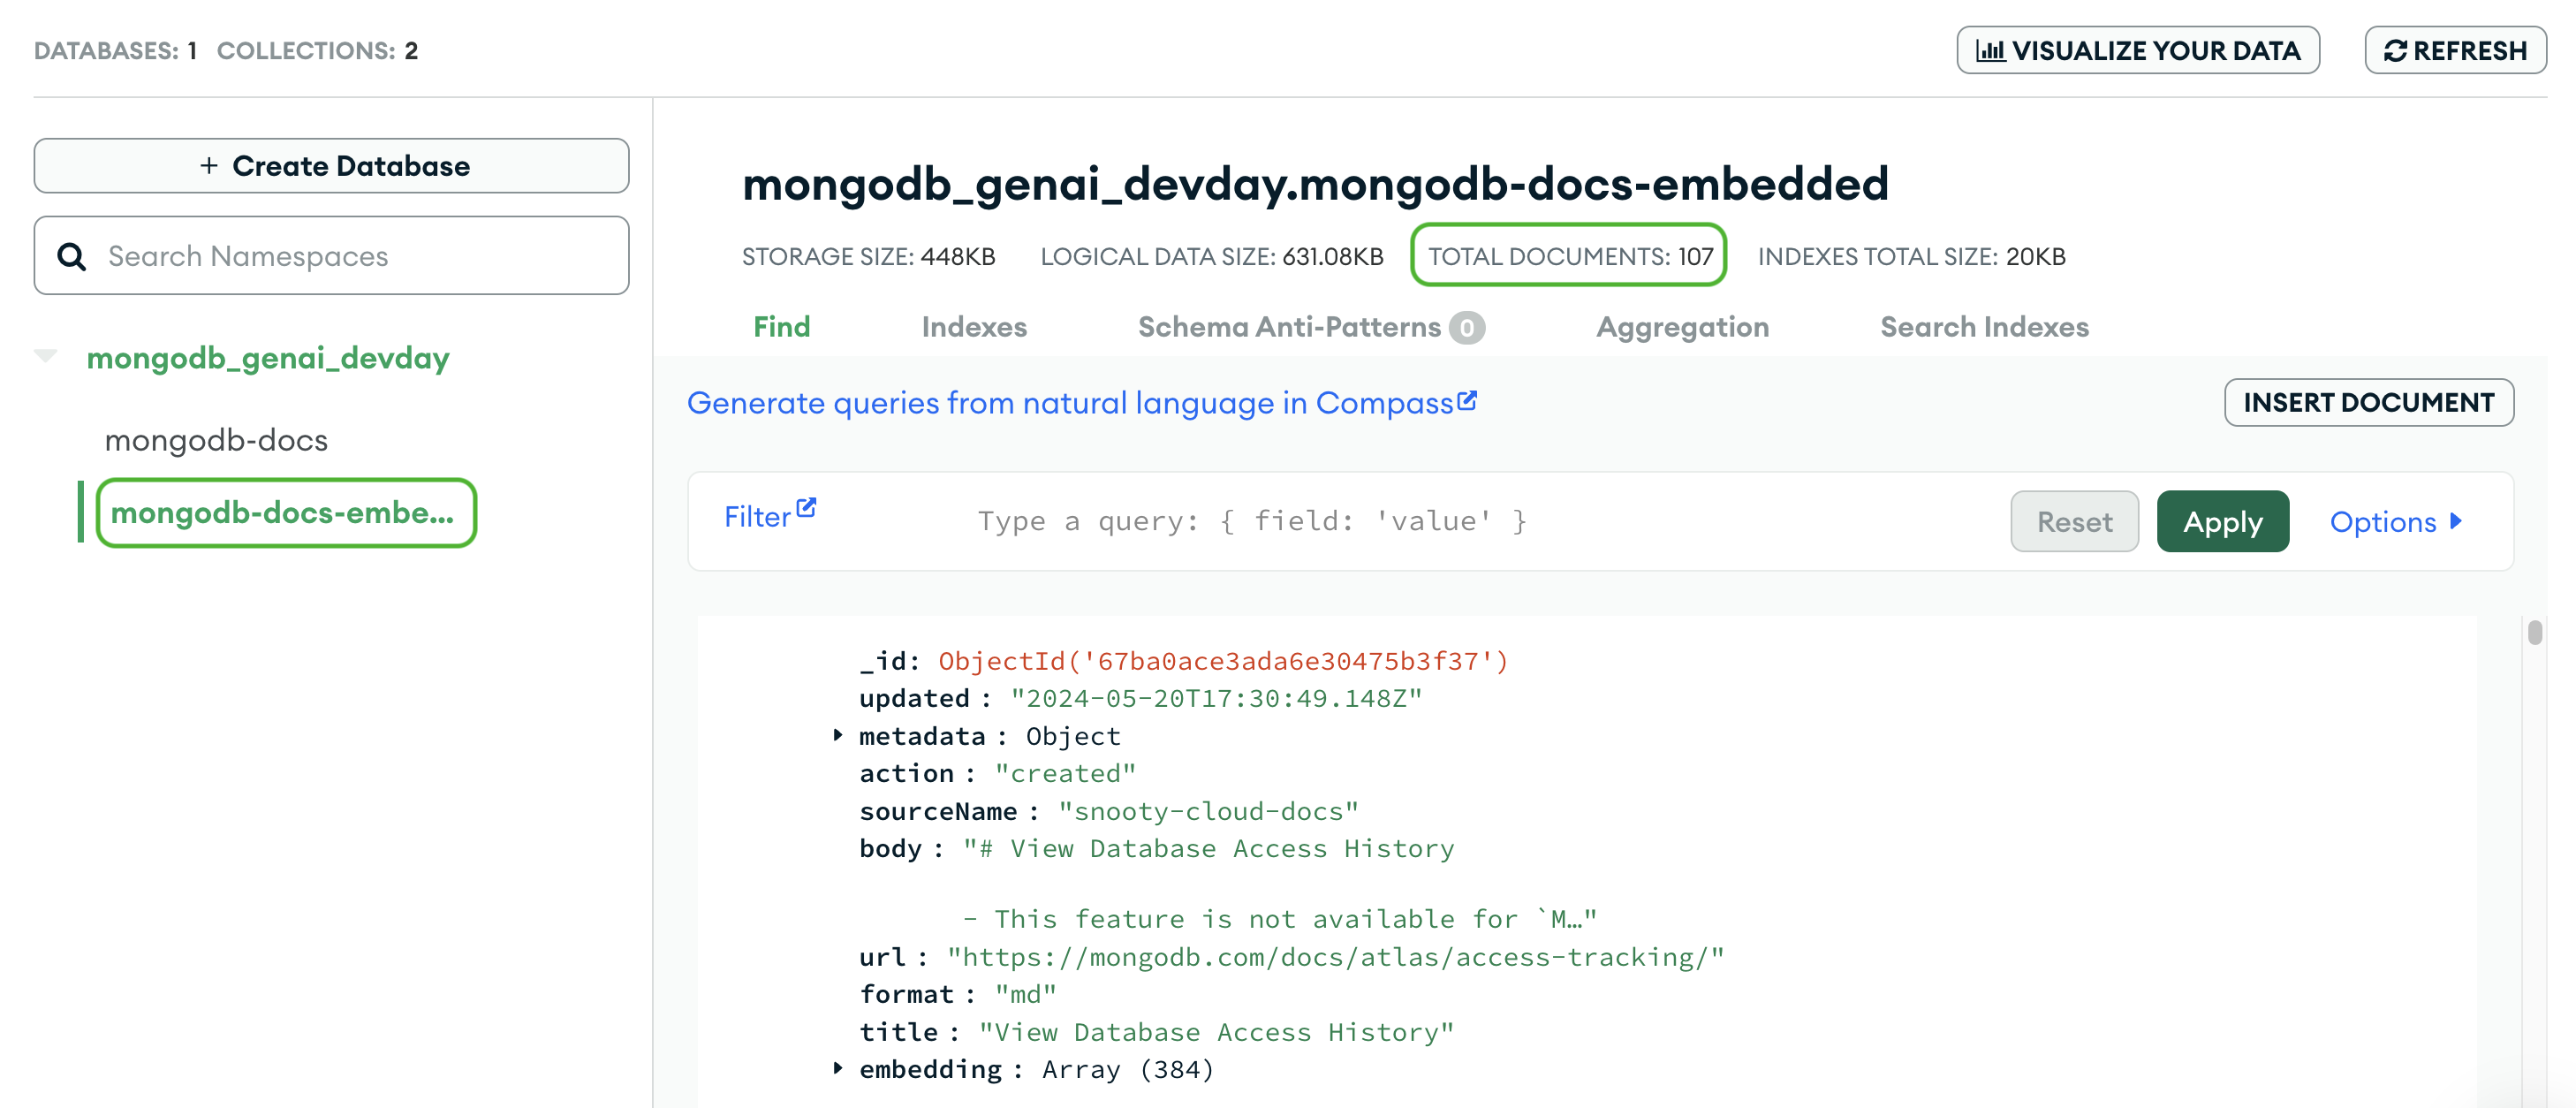 DATABASES: 1 COLLECTIONS: 2
VISUALIZE YOUR DATA
REFRESH
+ Create Database
Search Namespaces
mongodb_genai_devday
mongodb-docs
mongodb-docs-embe...
mongodb_genai_devday.mongodb-docs-embedded
STORAGE SIZE: 448KB LOGICAL DATA SIZE: 631.08KB TOTAL DOCUMENTS: 107 INDEXES TOTAL SIZE: 20KB
Find Indexes Schema Anti-Patterns 0 Aggregation Search Indexes
Generate queries from natural language in Compass
INSERT DOCUMENT
Filter
Type a query: { field: 'value' }
Reset
Apply
Options
_id: ObjectId('67ba0ace3ada6e30475b3f37')
updated : "2024-05-20T17:30:49.148Z"
metadata : Object
action : "created"
sourceName : "snooty-cloud-docs"
body : "# View Database Access History
- This feature is not available for `M…"
url : "https://mongodb.com/docs/atlas/access-tracking/"
format : "md"
title : "View Database Access History"
embedding : Array (384)